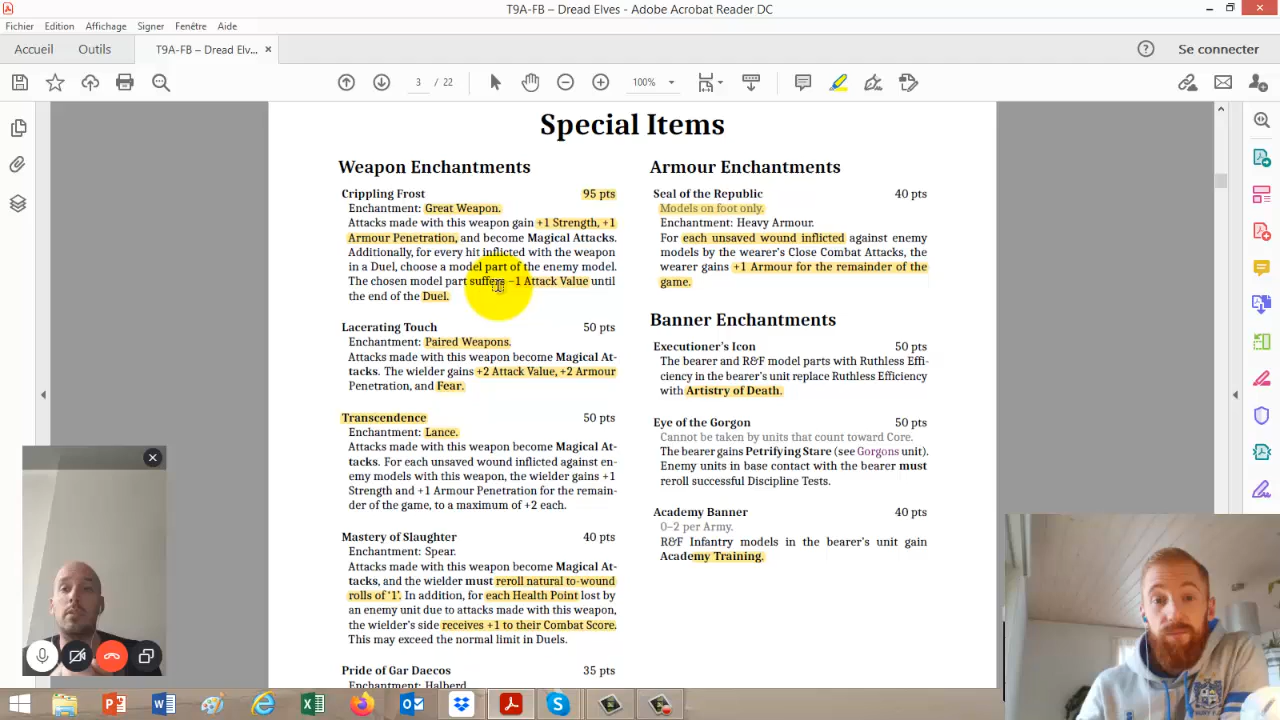 T9A-FB – Dread Elves - Adobe Acrobat Reader DC
Fichier Edition Affichage Signer Fenêtre Aide
Accueil Outils T9A-FB – Dread Elv... × Se connecter
3 / 22 100%
Special Items
Weapon Enchantments
Crippling Frost 95 pts
Enchantment: Great Weapon.
Attacks made with this weapon gain +1 Strength, +1
Armour Penetration, and become Magical Attacks.
Additionally, for every hit inflicted with the weapon
in a Duel, choose a model part of the enemy model.
The chosen model part suffers −1 Attack Value until
the end of the Duel.
Lacerating Touch 50 pts
Enchantment: Paired Weapons.
Attacks made with this weapon become Magical At-
tacks. The wielder gains +2 Attack Value, +2 Armour
Penetration, and Fear.
Transcendence 50 pts
Enchantment: Lance.
Attacks made with this weapon become Magical At-
tacks. For each unsaved wound inflicted against en-
emy models with this weapon, the wielder gains +1
Strength and +1 Armour Penetration for the remain-
der of the game, to a maximum of +2 each.
Mastery of Slaughter 40 pts
Enchantment: Spear.
Attacks made with this weapon become Magical At-
tacks, and the wielder must reroll natural to-wound
rolls of ‘1’. In addition, for each Health Point lost by
an enemy unit due to attacks made with this weapon,
the wielder’s side receives +1 to their Combat Score.
This may exceed the normal limit in Duels.
Pride of Gar Daecos 35 pts
Enchantment: Halberd.
Armour Enchantments
Seal of the Republic 40 pts
Models on foot only.
Enchantment: Heavy Armour.
For each unsaved wound inflicted against enemy
models by the wearer’s Close Combat Attacks, the
wearer gains +1 Armour for the remainder of the
game.
Banner Enchantments
Executioner’s Icon 50 pts
The bearer and R&F model parts with Ruthless Effi-
ciency in the bearer’s unit replace Ruthless Efficiency
with Artistry of Death.
Eye of the Gorgon 50 pts
Cannot be taken by units that count toward Core.
The bearer gains Petrifying Stare (see Gorgons unit).
Enemy units in base contact with the bearer must
reroll successful Discipline Tests.
Academy Banner 40 pts
0–2 per Army.
R&F Infantry models in the bearer’s unit gain
Academy Training.